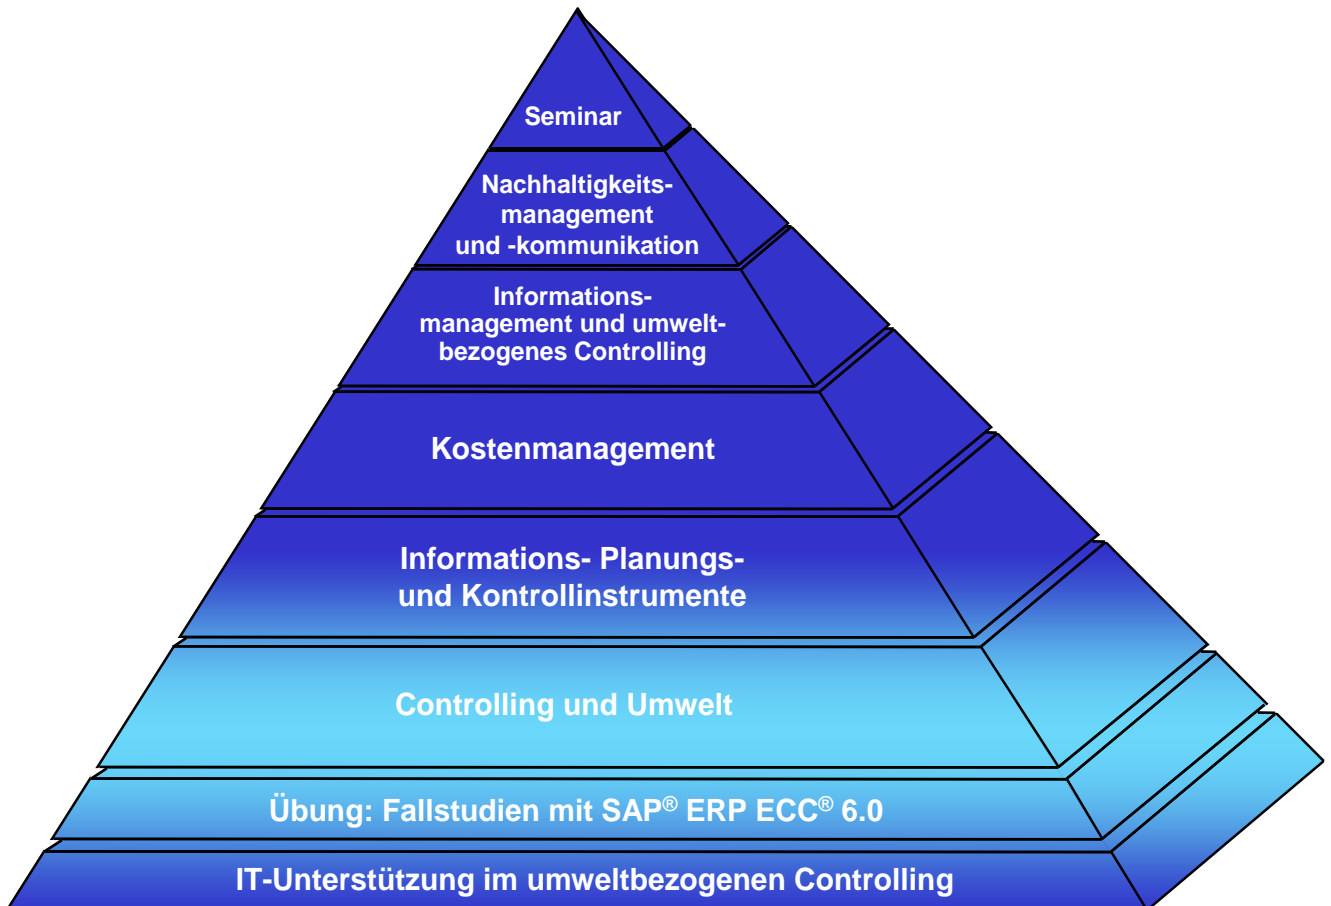 Seminar
Nachhaltigkeits-
management
und -kommunikation
Informations-
management und umwelt-
bezogenes Controlling
Kostenmanagement
Informations- Planungs-
und Kontrollinstrumente
Controlling und Umwelt
Übung: Fallstudien mit SAP® ERP ECC® 6.0
IT-Unterstützung im umweltbezogenen Controlling